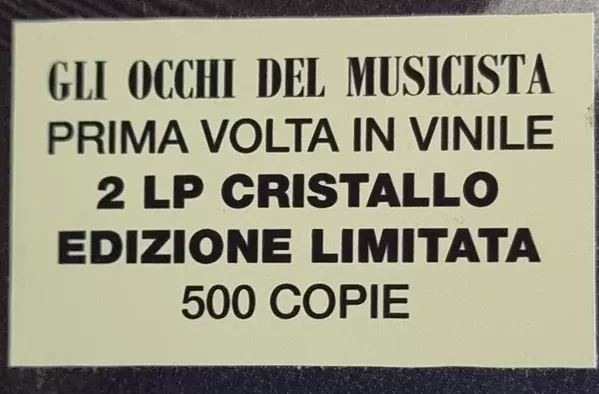 GLI OCCHI DEL MUSICISTA
PRIMA VOLTA IN VINILE
2 LP CRISTALLO
EDIZIONE LIMITATA
500 COPIE